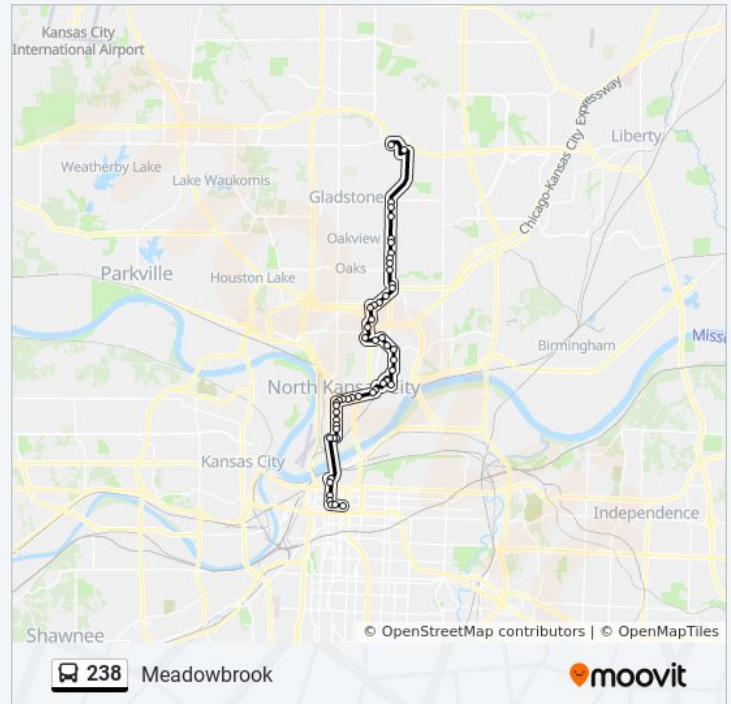 Kansas City
International Airport
Chicago-Kansas City Expressway
Liberty
Weatherby Lake
Lake Waukomis
Gladstone
Oakview
Parkville
Houston Lake
Oaks
Birmingham
Misso
North Kansas City
Kansas City
Independence
Shawnee
© OpenStreetMap contributors | © OpenMapTiles
238 Meadowbrook
moovit